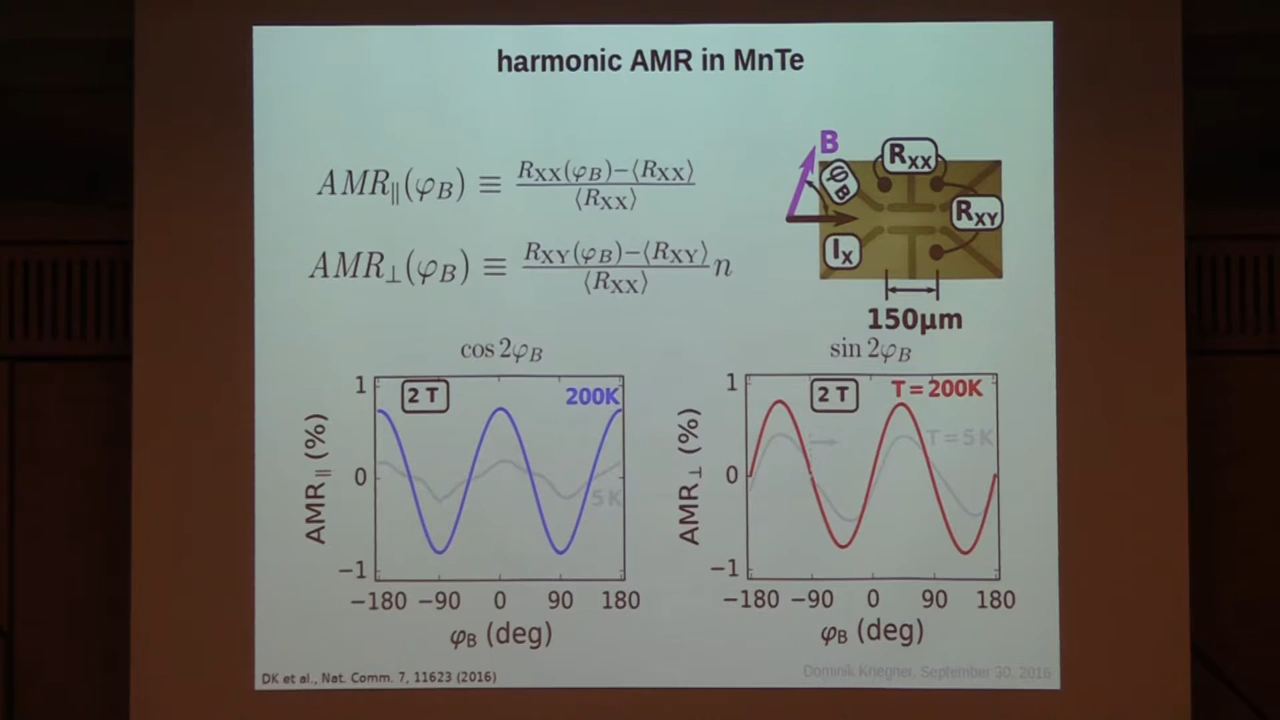 harmonic AMR in MnTe
AMR∥(φB) ≡ RXX(φB)−⟨RXX⟩ / ⟨RXX⟩
AMR⊥(φB) ≡ RXY(φB)−⟨RXY⟩ / ⟨RXX⟩ n
B
φB
RXX
RXY
IX
150µm
cos 2φB
sin 2φB
2 T
200K
5K
AMR∥ (%)
1
0
−1
−180 −90 0 90 180
φB (deg)
2 T
T=200K
T=5K
AMR⊥ (%)
1
0
−1
−180 −90 0 90 180
φB (deg)
DK et al., Nat. Comm. 7, 11623 (2016)
Dominik Kriegner, September 30, 2016